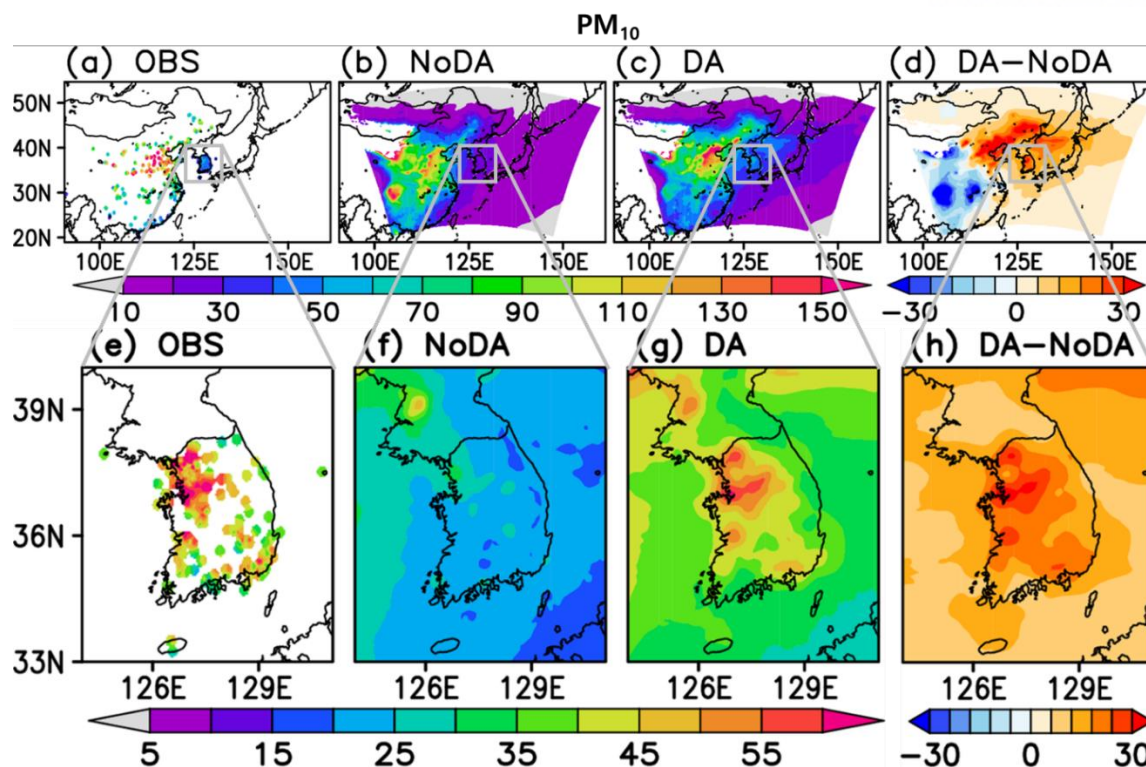 PM10
(a) OBS (b) NoDA (c) DA (d) DA−NoDA
50N
40N
30N
20N
100E 125E 150E 100E 125E 150E 100E 125E 150E 100E 125E 150E
10 30 50 70 90 110 130 150 −30 0 30
(e) OBS (f) NoDA (g) DA (h) DA−NoDA
39N
36N
33N
126E 129E 126E 129E 126E 129E 126E 129E
5 15 25 35 45 55 −30 0 30